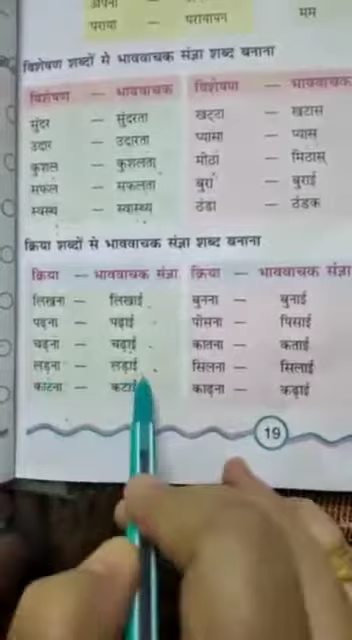 अपना –
पराया – परायापन मम
विशेषण शब्दों से भाववाचक संज्ञा शब्द बनाना
विशेषण – भाववाचक विशेषण – भाववाचक
सुंदर – सुंदरता खट्टा – खटास
उदार – उदारता प्यासा – प्यास
कुशल – कुशलता मीठा – मिठास
सफल – सफलता बुरा – बुराई
स्वस्थ – स्वास्थ्य ठंडा – ठंडक
क्रिया शब्दों से भाववाचक संज्ञा शब्द बनाना
क्रिया – भाववाचक संज्ञा क्रिया – भाववाचक संज्ञा
लिखना – लिखाई बुनना – बुनाई
पढ़ना – पढ़ाई पीसना – पिसाई
चढ़ना – चढ़ाई कातना – कताई
लड़ना – लड़ाई सिलना – सिलाई
काटना – कटाई काढ़ना – कढ़ाई
19